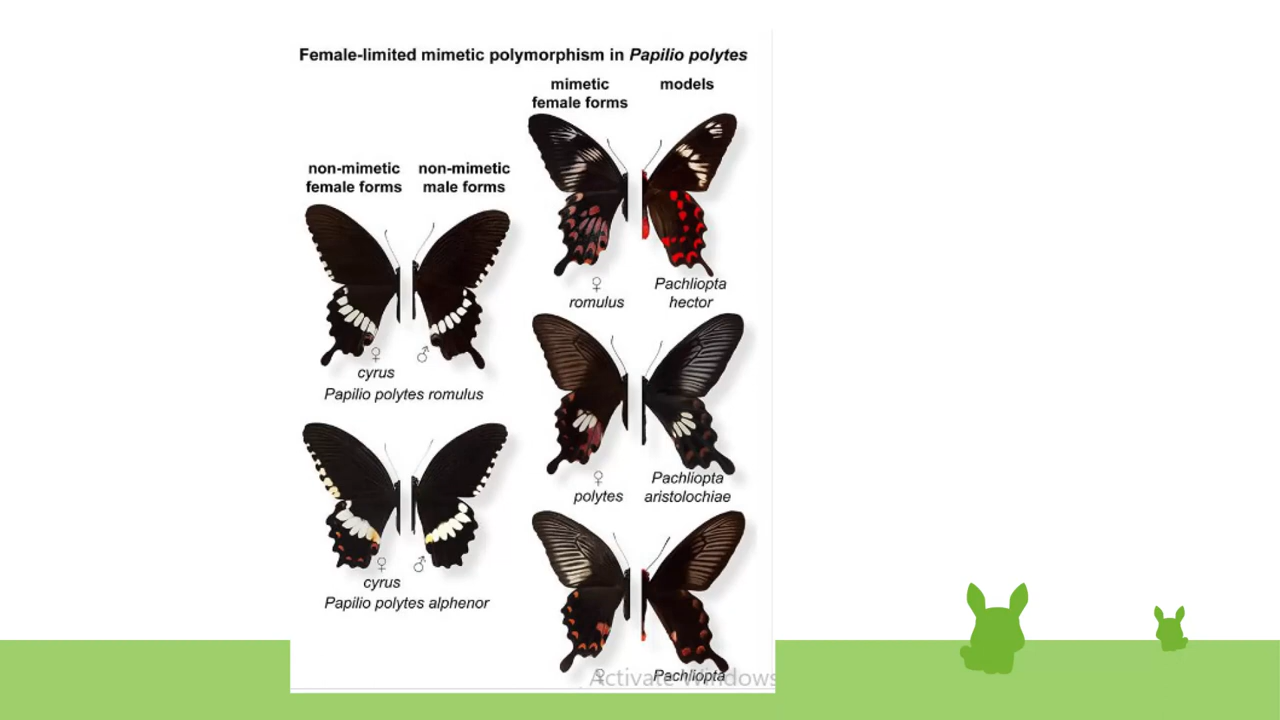 Female-limited mimetic polymorphism in Papilio polytes
mimetic
female forms
models
non-mimetic
female forms
non-mimetic
male forms
♀
romulus
Pachliopta
hector
♀
cyrus
♂
Papilio polytes romulus
♀
polytes
Pachliopta
aristolochiae
♀
cyrus
♂
Papilio polytes alphenor
♀
Pachliopta
Activate Windows